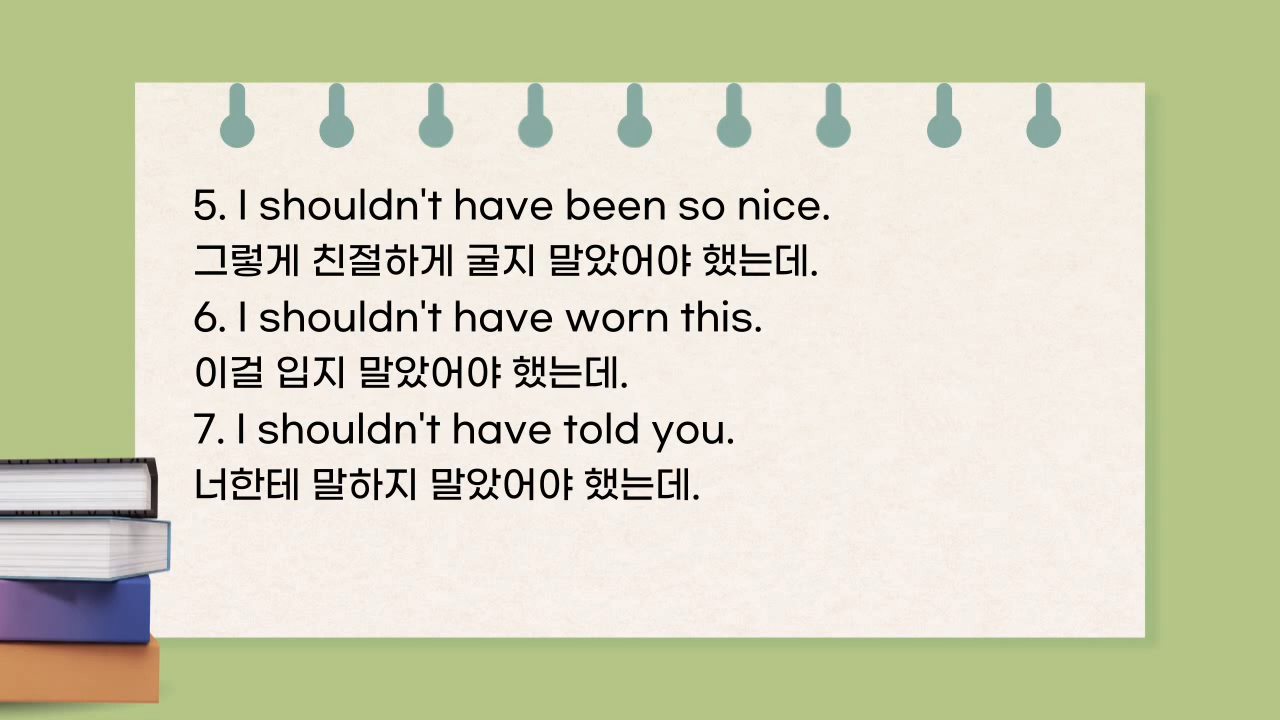 5. I shouldn't have been so nice.
그렇게 친절하게 굴지 말았어야 했는데.
6. I shouldn't have worn this.
이걸 입지 말았어야 했는데.
7. I shouldn't have told you.
너한테 말하지 말았어야 했는데.